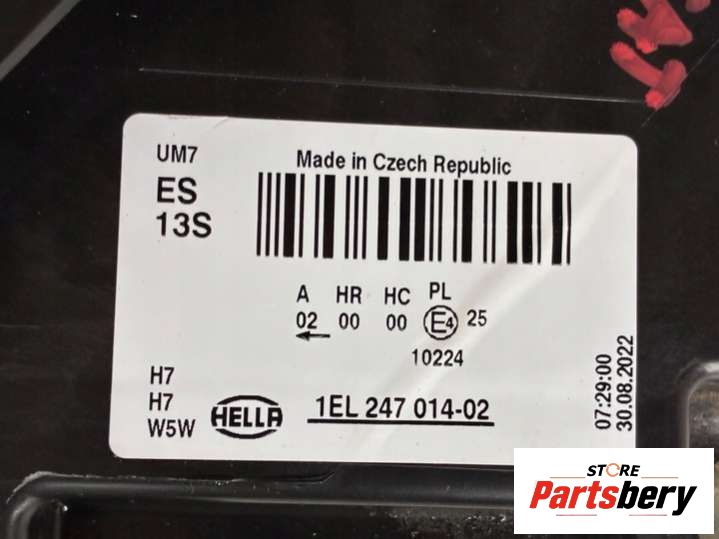 UM7
Made in Czech Republic
ES
13S
A HR HC PL
02 00 00 E4 25
10224
H7
H7
W5W
HELLA
1EL 247 014-02
07:29:00
30.08.2022
STORE
Partsbery